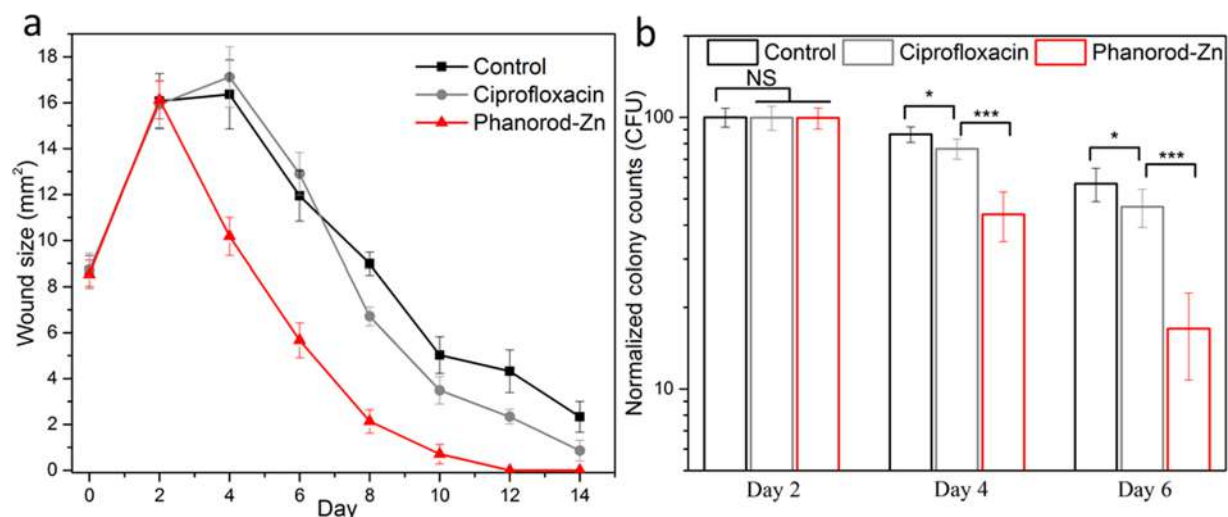 a
18
16
14
12
10
8
6
4
2
0
Wound size (mm²)
Control
Ciprofloxacin
Phanorod-Zn
0 2 4 6 8 10 12 14
Day
b
Control Ciprofloxacin Phanorod-Zn
NS
* ***
* ***
100
10
Normalized colony counts (CFU)
Day 2 Day 4 Day 6